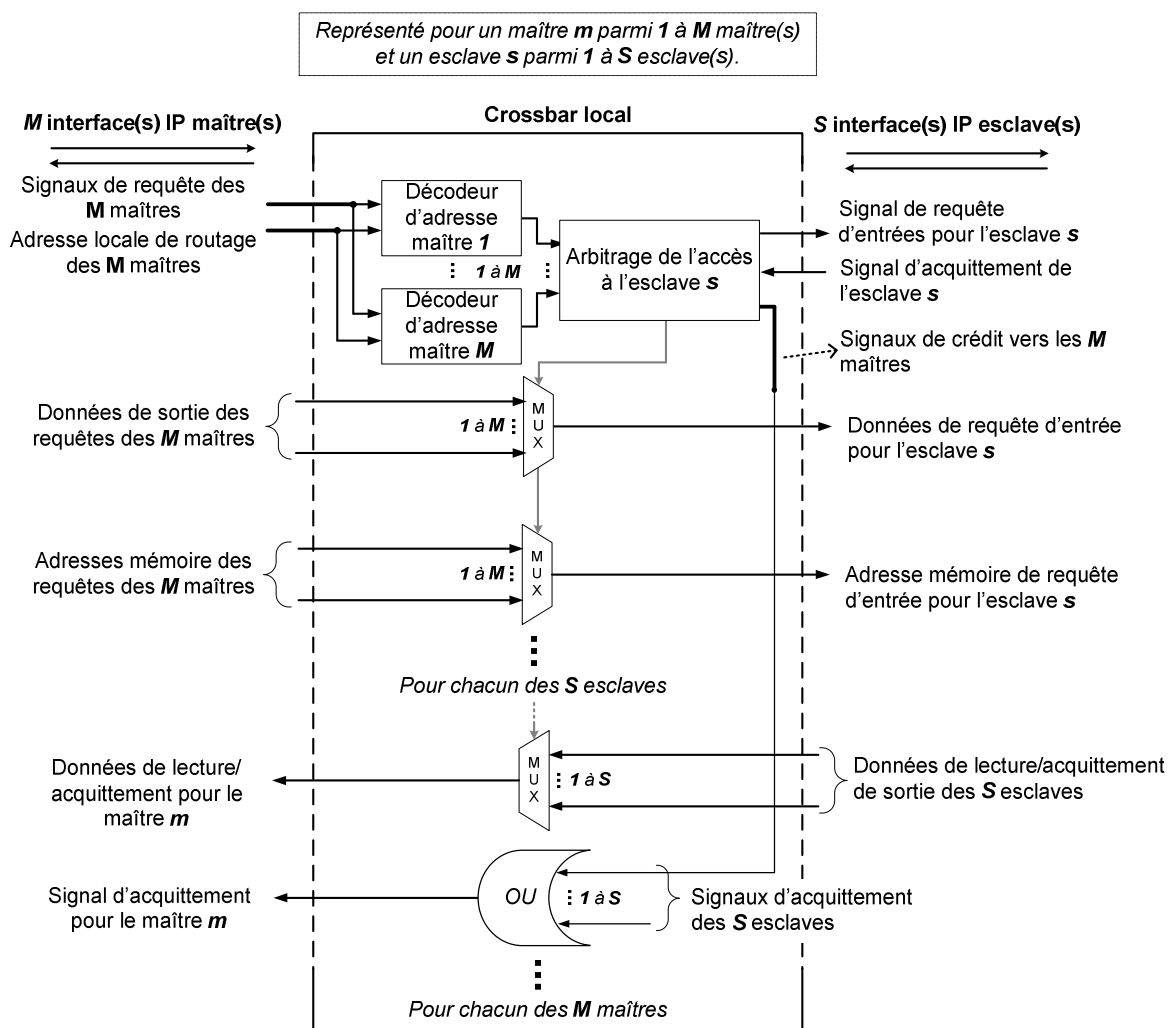 Représenté pour un maître m parmi 1 à M maître(s)
et un esclave s parmi 1 à S esclave(s).
M interface(s) IP maître(s)
Crossbar local
S interface(s) IP esclave(s)
Signaux de requête des
M maîtres
Adresse locale de routage
des M maîtres
Décodeur
d'adresse
maître 1
1 à M
Décodeur
d'adresse
maître M
Arbitrage de l'accès
à l'esclave s
Signal de requête
d'entrées pour l'esclave s
Signal d'acquittement de
l'esclave s
Signaux de crédit vers les M
maîtres
Données de sortie des
requêtes des M maîtres
1 à M
MUX
Données de requête d'entrée
pour l'esclave s
Adresses mémoire des
requêtes des M maîtres
1 à M
MUX
Adresse mémoire de requête
d'entrée pour l'esclave s
Pour chacun des S esclaves
Données de lecture/
acquittement pour le
maître m
MUX
1 à S
Données de lecture/acquittement
de sortie des S esclaves
Signal d'acquittement
pour le maître m
OU
1 à S
Signaux d'acquittement
des S esclaves
Pour chacun des M maîtres